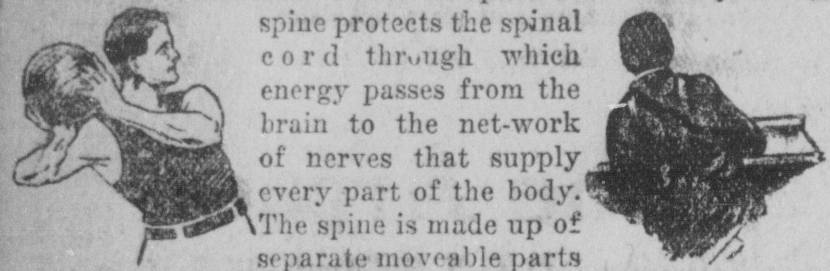 spine protects the spinal
cord through which
energy passes from the
brain to the net-work
of nerves that supply
every part of the body.
The spine is made up of
separate moveable parts